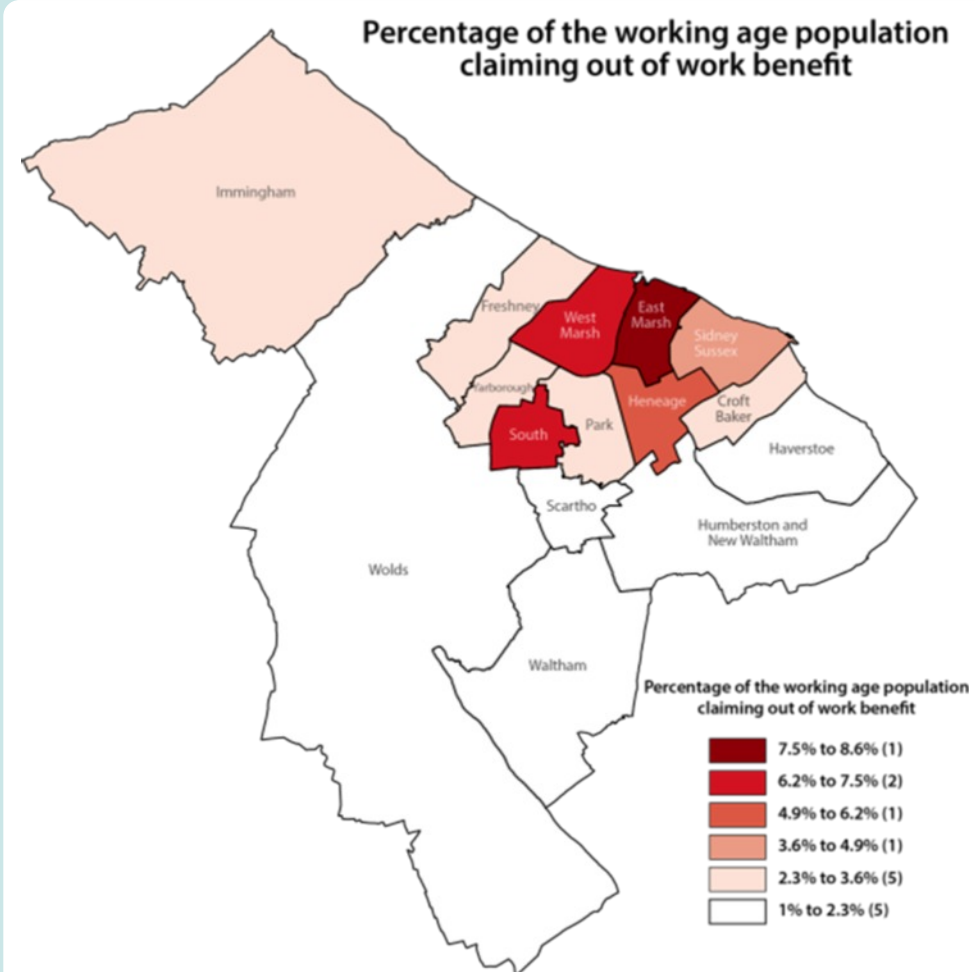 Percentage of the working age population
claiming out of work benefit
Immingham
Freshney
West
Marsh
East
Marsh
Sidney
Sussex
Yarborough
Heneage
Croft
Baker
South
Park
Haverstoe
Scartho
Humberston and
New Waltham
Wolds
Waltham
Percentage of the working age population
claiming out of work benefit
7.5% to 8.6% (1)
6.2% to 7.5% (2)
4.9% to 6.2% (1)
3.6% to 4.9% (1)
2.3% to 3.6% (5)
1% to 2.3% (5)